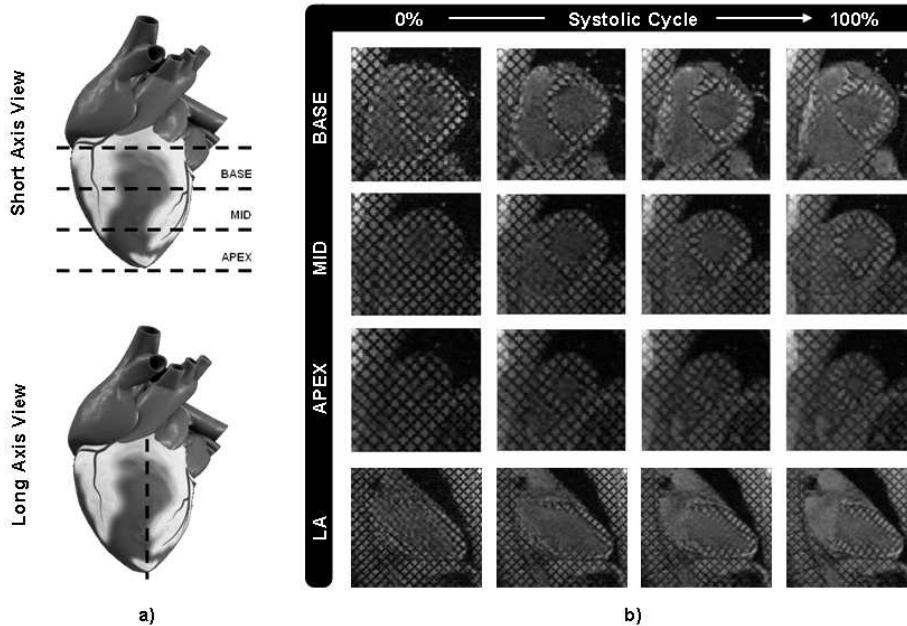 Short Axis View
BASE
MID
APEX
Long Axis View
a)
0% Systolic Cycle 100%
BASE
MID
APEX
LA
b)